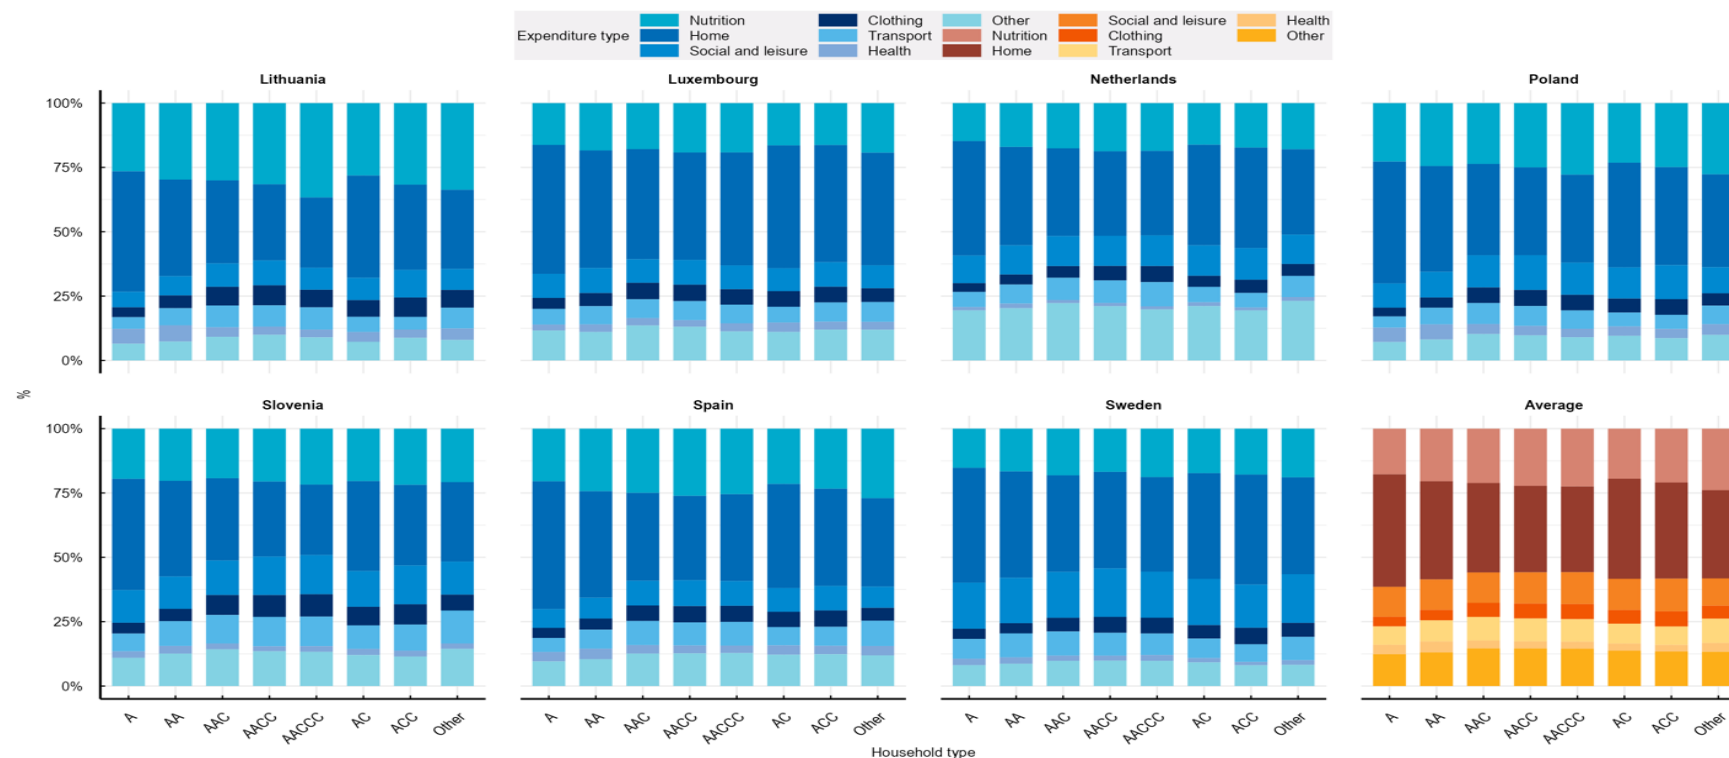 Expenditure type
Nutrition
Home
Social and leisure
Clothing
Transport
Health
Other
Nutrition
Home
Social and leisure
Clothing
Transport
Health
Other
Lithuania
Luxembourg
Netherlands
Poland
100%
75%
50%
25%
0%
%
Slovenia
Spain
Sweden
Average
100%
75%
50%
25%
0%
A AA AAC AACC AACCC AC ACC Other
A AA AAC AACC AACCC AC ACC Other
A AA AAC AACC AACCC AC ACC Other
A AA AAC AACC AACCC AC ACC Other
Household type